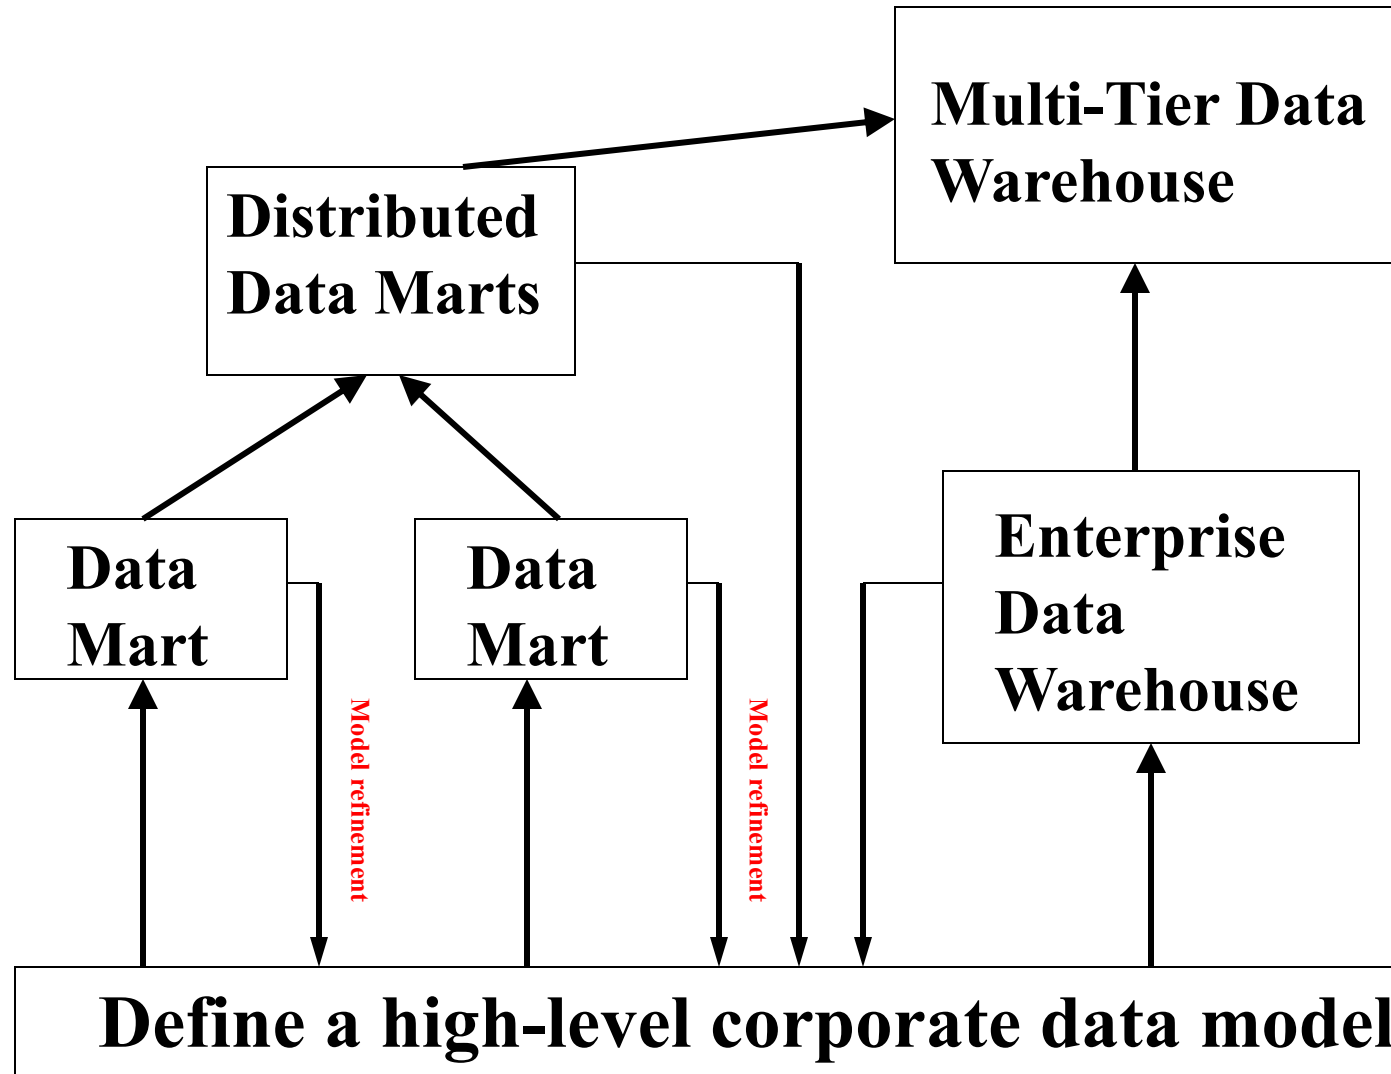 Multi-Tier Data
Warehouse
Distributed
Data Marts
Data
Mart
Data
Mart
Enterprise
Data
Warehouse
Model refinement
Model refinement
Define a high-level corporate data model